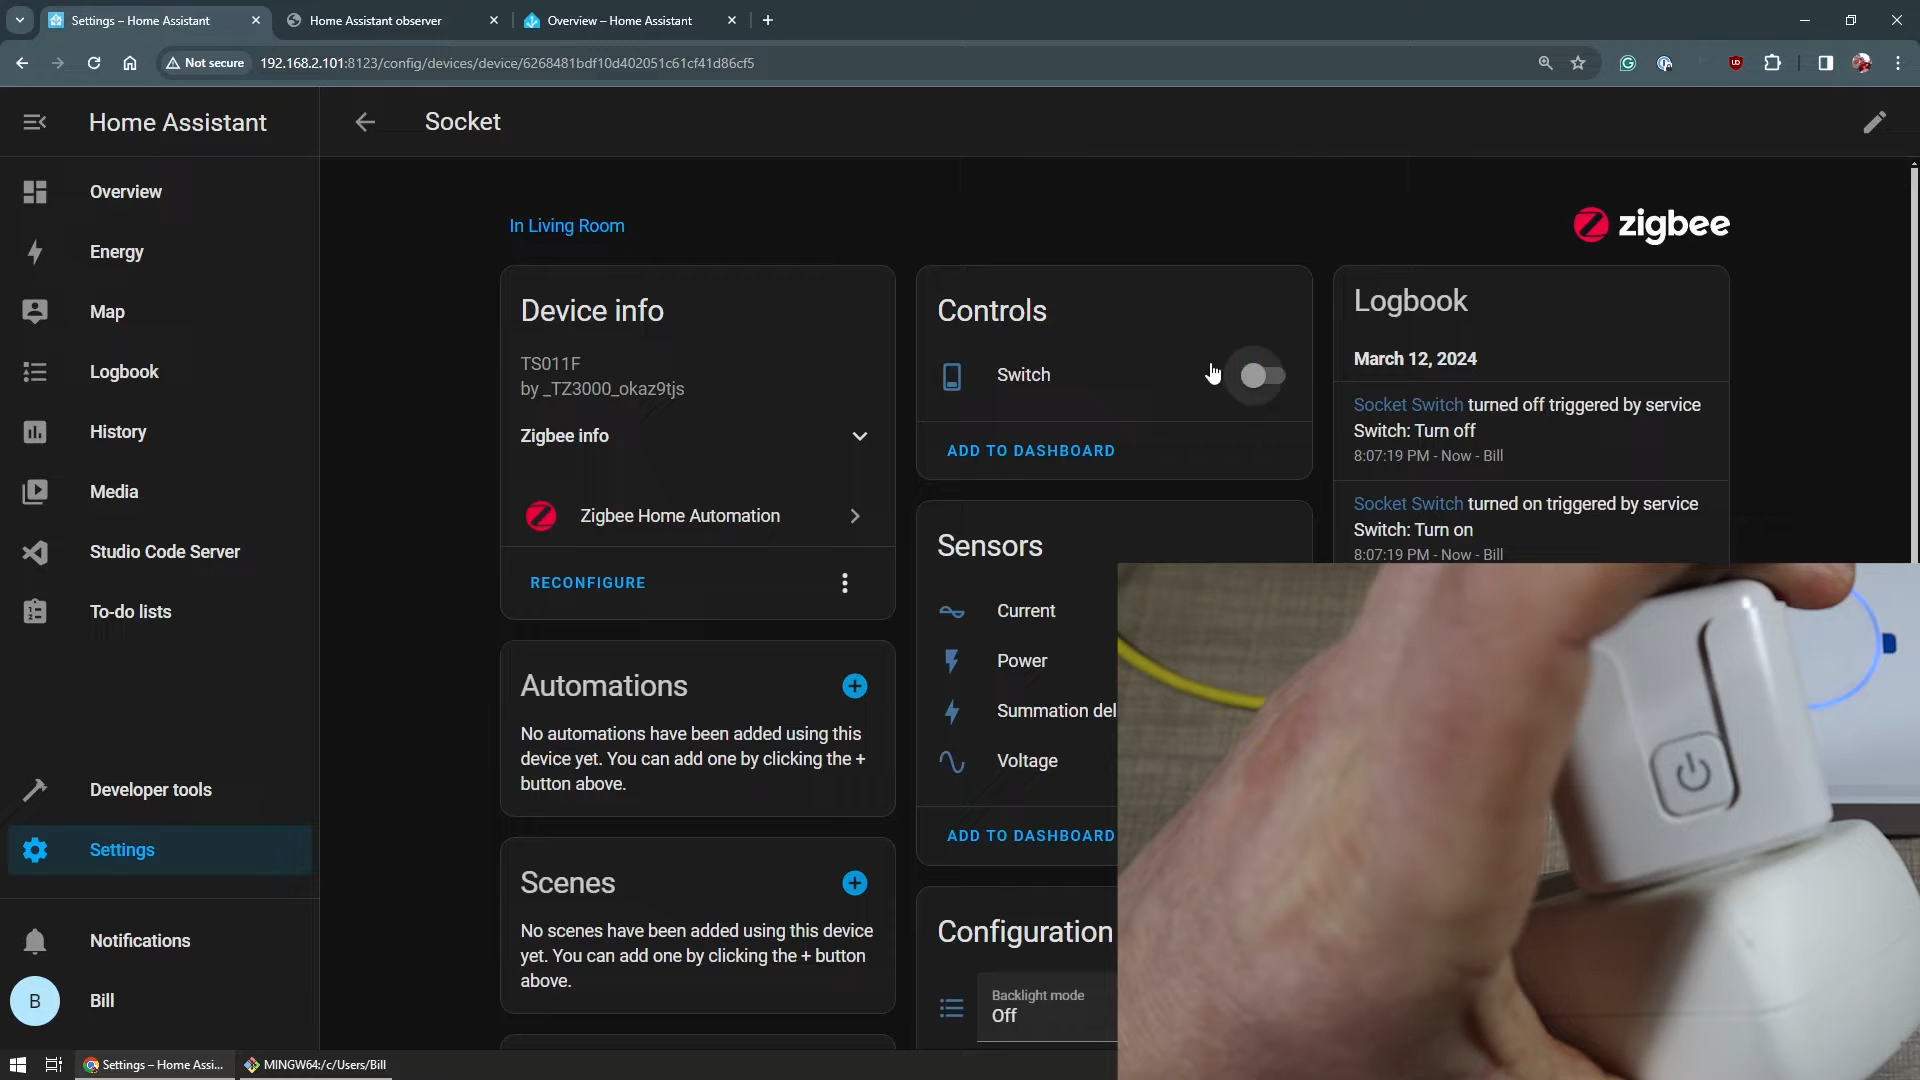 Settings – Home Assistant
Home Assistant observer
Overview – Home Assistant
Not secure
192.168.2.101:8123/config/devices/device/6268481bdf10d402051c61cf41d86cf5
Home Assistant
Socket
Overview
Energy
Map
Logbook
History
Media
Studio Code Server
To-do lists
Developer tools
Settings
Notifications
B
Bill
In Living Room
zigbee
Device info
TS011F
by _TZ3000_okaz9tjs
Zigbee info
Zigbee Home Automation
RECONFIGURE
Automations
No automations have been added using this
device yet. You can add one by clicking the +
button above.
Scenes
No scenes have been added using this device
yet. You can add one by clicking the + button
above.
Controls
Switch
ADD TO DASHBOARD
Sensors
Current
Power
Summation del
Voltage
ADD TO DASHBOARD
Configuration
Backlight mode
Off
Logbook
March 12, 2024
Socket Switch turned off triggered by service
Switch: Turn off
8:07:19 PM - Now - Bill
Socket Switch turned on triggered by service
Switch: Turn on
8:07:19 PM - Now - Bill
Settings – Home Assi...
MINGW64:/c/Users/Bill